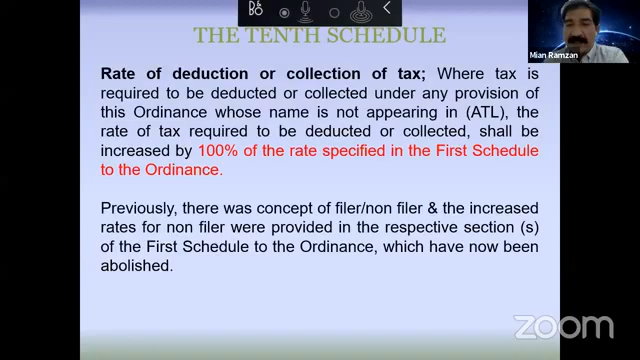 D&
BO
THE TENTH SCHEDULE
Mian Ramzan
Rate of deduction or collection of tax; Where tax is
required to be deducted or collected under any provision of
this Ordinance whose name is not appearing in (ATL), the
rate of tax required to be deducted or collected, shall be
increased by 100% of the rate specified in the First Schedule
to the Ordinance.
Previously, there was concept of filer/non filer & the increased
rates for non filer were provided in the respective section (s)
of the First Schedule to the Ordinance, which have now been
abolished.
zoom